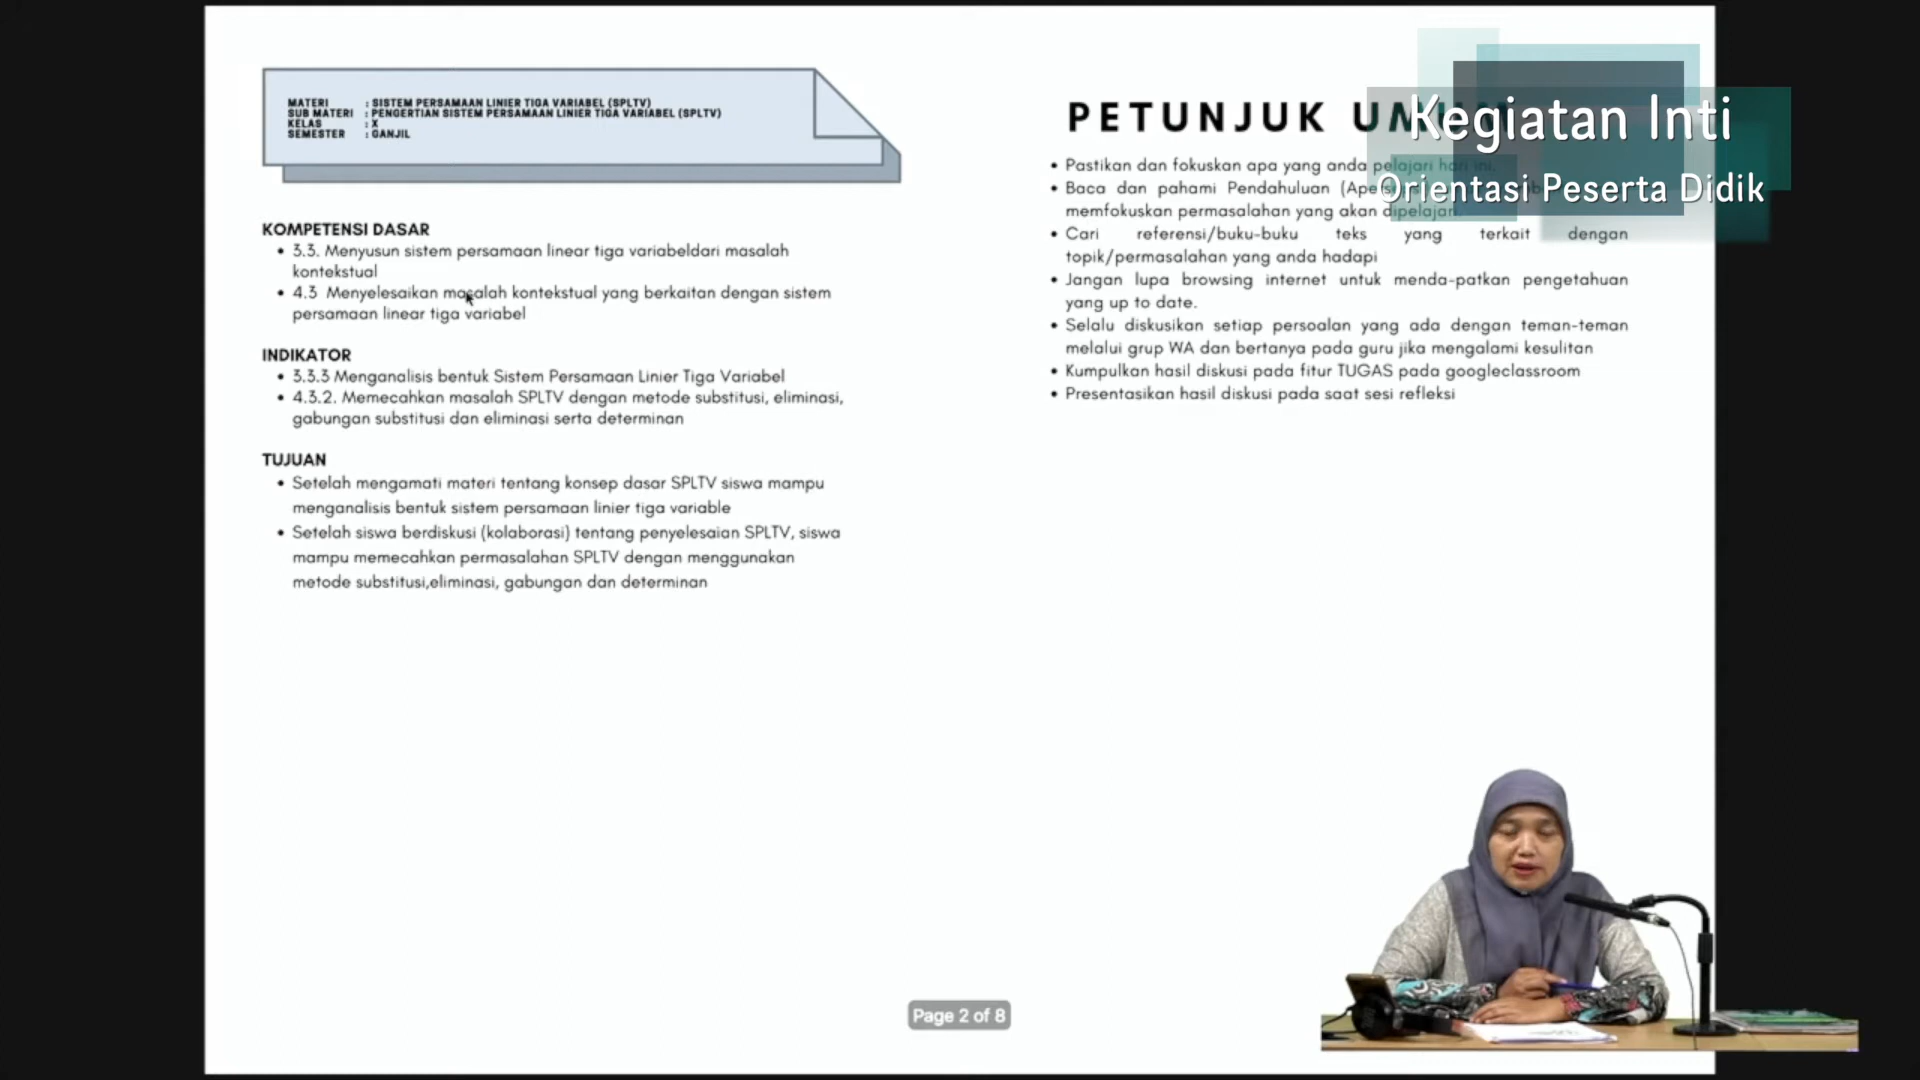 MATERI : SISTEM PERSAMAAN LINIER TIGA VARIABEL (SPLTV)
SUB MATERI : PENGERTIAN SISTEM PERSAMAAN LINIER TIGA VARIABEL (SPLTV)
KELAS : X
SEMESTER : GANJIL
KOMPETENSI DASAR
• 3.3. Menyusun sistem persamaan linear tiga variabeldari masalah
kontekstual
• 4.3 Menyelesaikan masalah kontekstual yang berkaitan dengan sistem
persamaan linear tiga variabel
INDIKATOR
• 3.3.3 Menganalisis bentuk Sistem Persamaan Linier Tiga Variabel
• 4.3.2. Memecahkan masalah SPLTV dengan metode substitusi, eliminasi,
gabungan substitusi dan eliminasi serta determinan
TUJUAN
• Setelah mengamati materi tentang konsep dasar SPLTV siswa mampu
menganalisis bentuk sistem persamaan linier tiga variable
• Setelah siswa berdiskusi (kolaborasi) tentang penyelesaian SPLTV, siswa
mampu memecahkan permasalahan SPLTV dengan menggunakan
metode substitusi,eliminasi, gabungan dan determinan
PETUNJUK
Kegiatan Inti
Orientasi Peserta Didik
• Pastikan dan fokuskan apa yang anda pelajari hari ini.
• Baca dan pahami Pendahuluan
memfokuskan permasalahan yang akan dipelajari.
• Cari referensi/buku-buku teks yang terkait dengan
topik/permasalahan yang anda hadapi
• Jangan lupa browsing internet untuk menda-patkan pengetahuan
yang up to date.
• Selalu diskusikan setiap persoalan yang ada dengan teman-teman
melalui grup WA dan bertanya pada guru jika mengalami kesulitan
• Kumpulkan hasil diskusi pada fitur TUGAS pada googleclassroom
• Presentasikan hasil diskusi pada saat sesi refleksi
Page 2 of 8